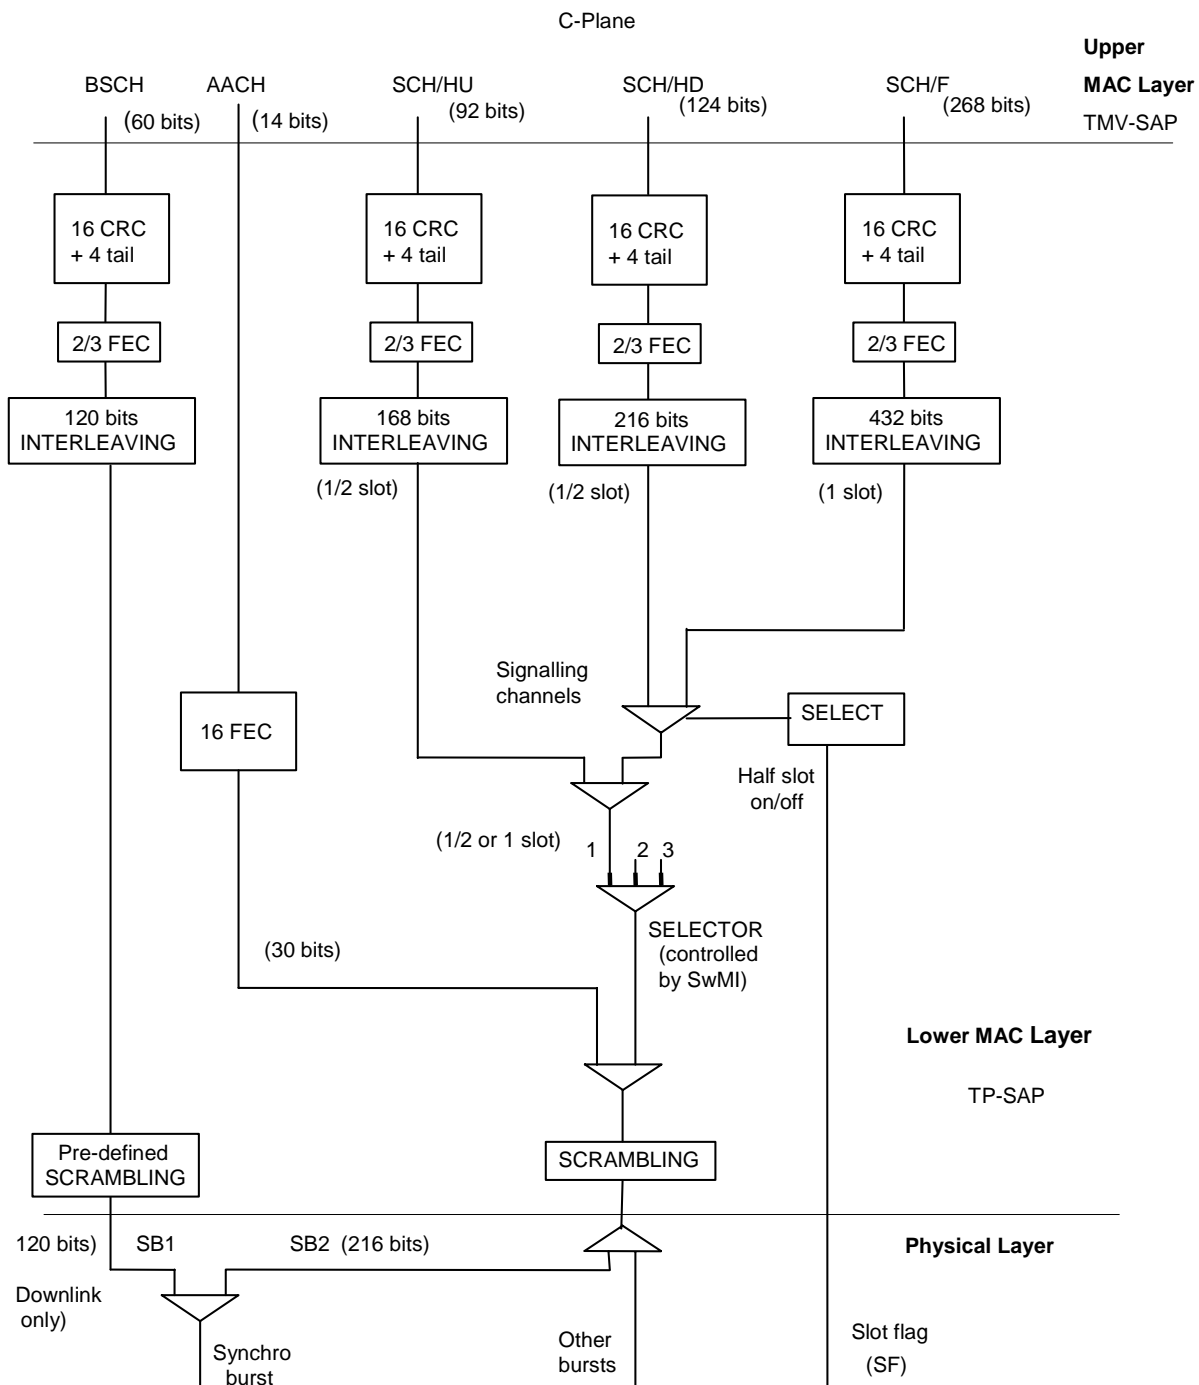 C-Plane
Upper
BSCH
AACH
SCH/HU
SCH/HD
SCH/F
MAC Layer
(60 bits)
(14 bits)
(92 bits)
(124 bits)
(268 bits)
TMV-SAP
16 CRC
+ 4 tail
16 CRC
+ 4 tail
16 CRC
+ 4 tail
16 CRC
+ 4 tail
2/3 FEC
2/3 FEC
2/3 FEC
2/3 FEC
120 bits
INTERLEAVING
168 bits
INTERLEAVING
216 bits
INTERLEAVING
432 bits
INTERLEAVING
(1/2 slot)
(1/2 slot)
(1 slot)
Signalling
channels
16 FEC
SELECT
Half slot
on/off
(1/2 or 1 slot)
1
2
3
SELECTOR
(controlled
by SwMI)
(30 bits)
Lower MAC Layer
TP-SAP
Pre-defined
SCRAMBLING
SCRAMBLING
120 bits)
SB1
SB2 (216 bits)
Physical Layer
Downlink
only)
Synchro
burst
Other
bursts
Slot flag
(SF)